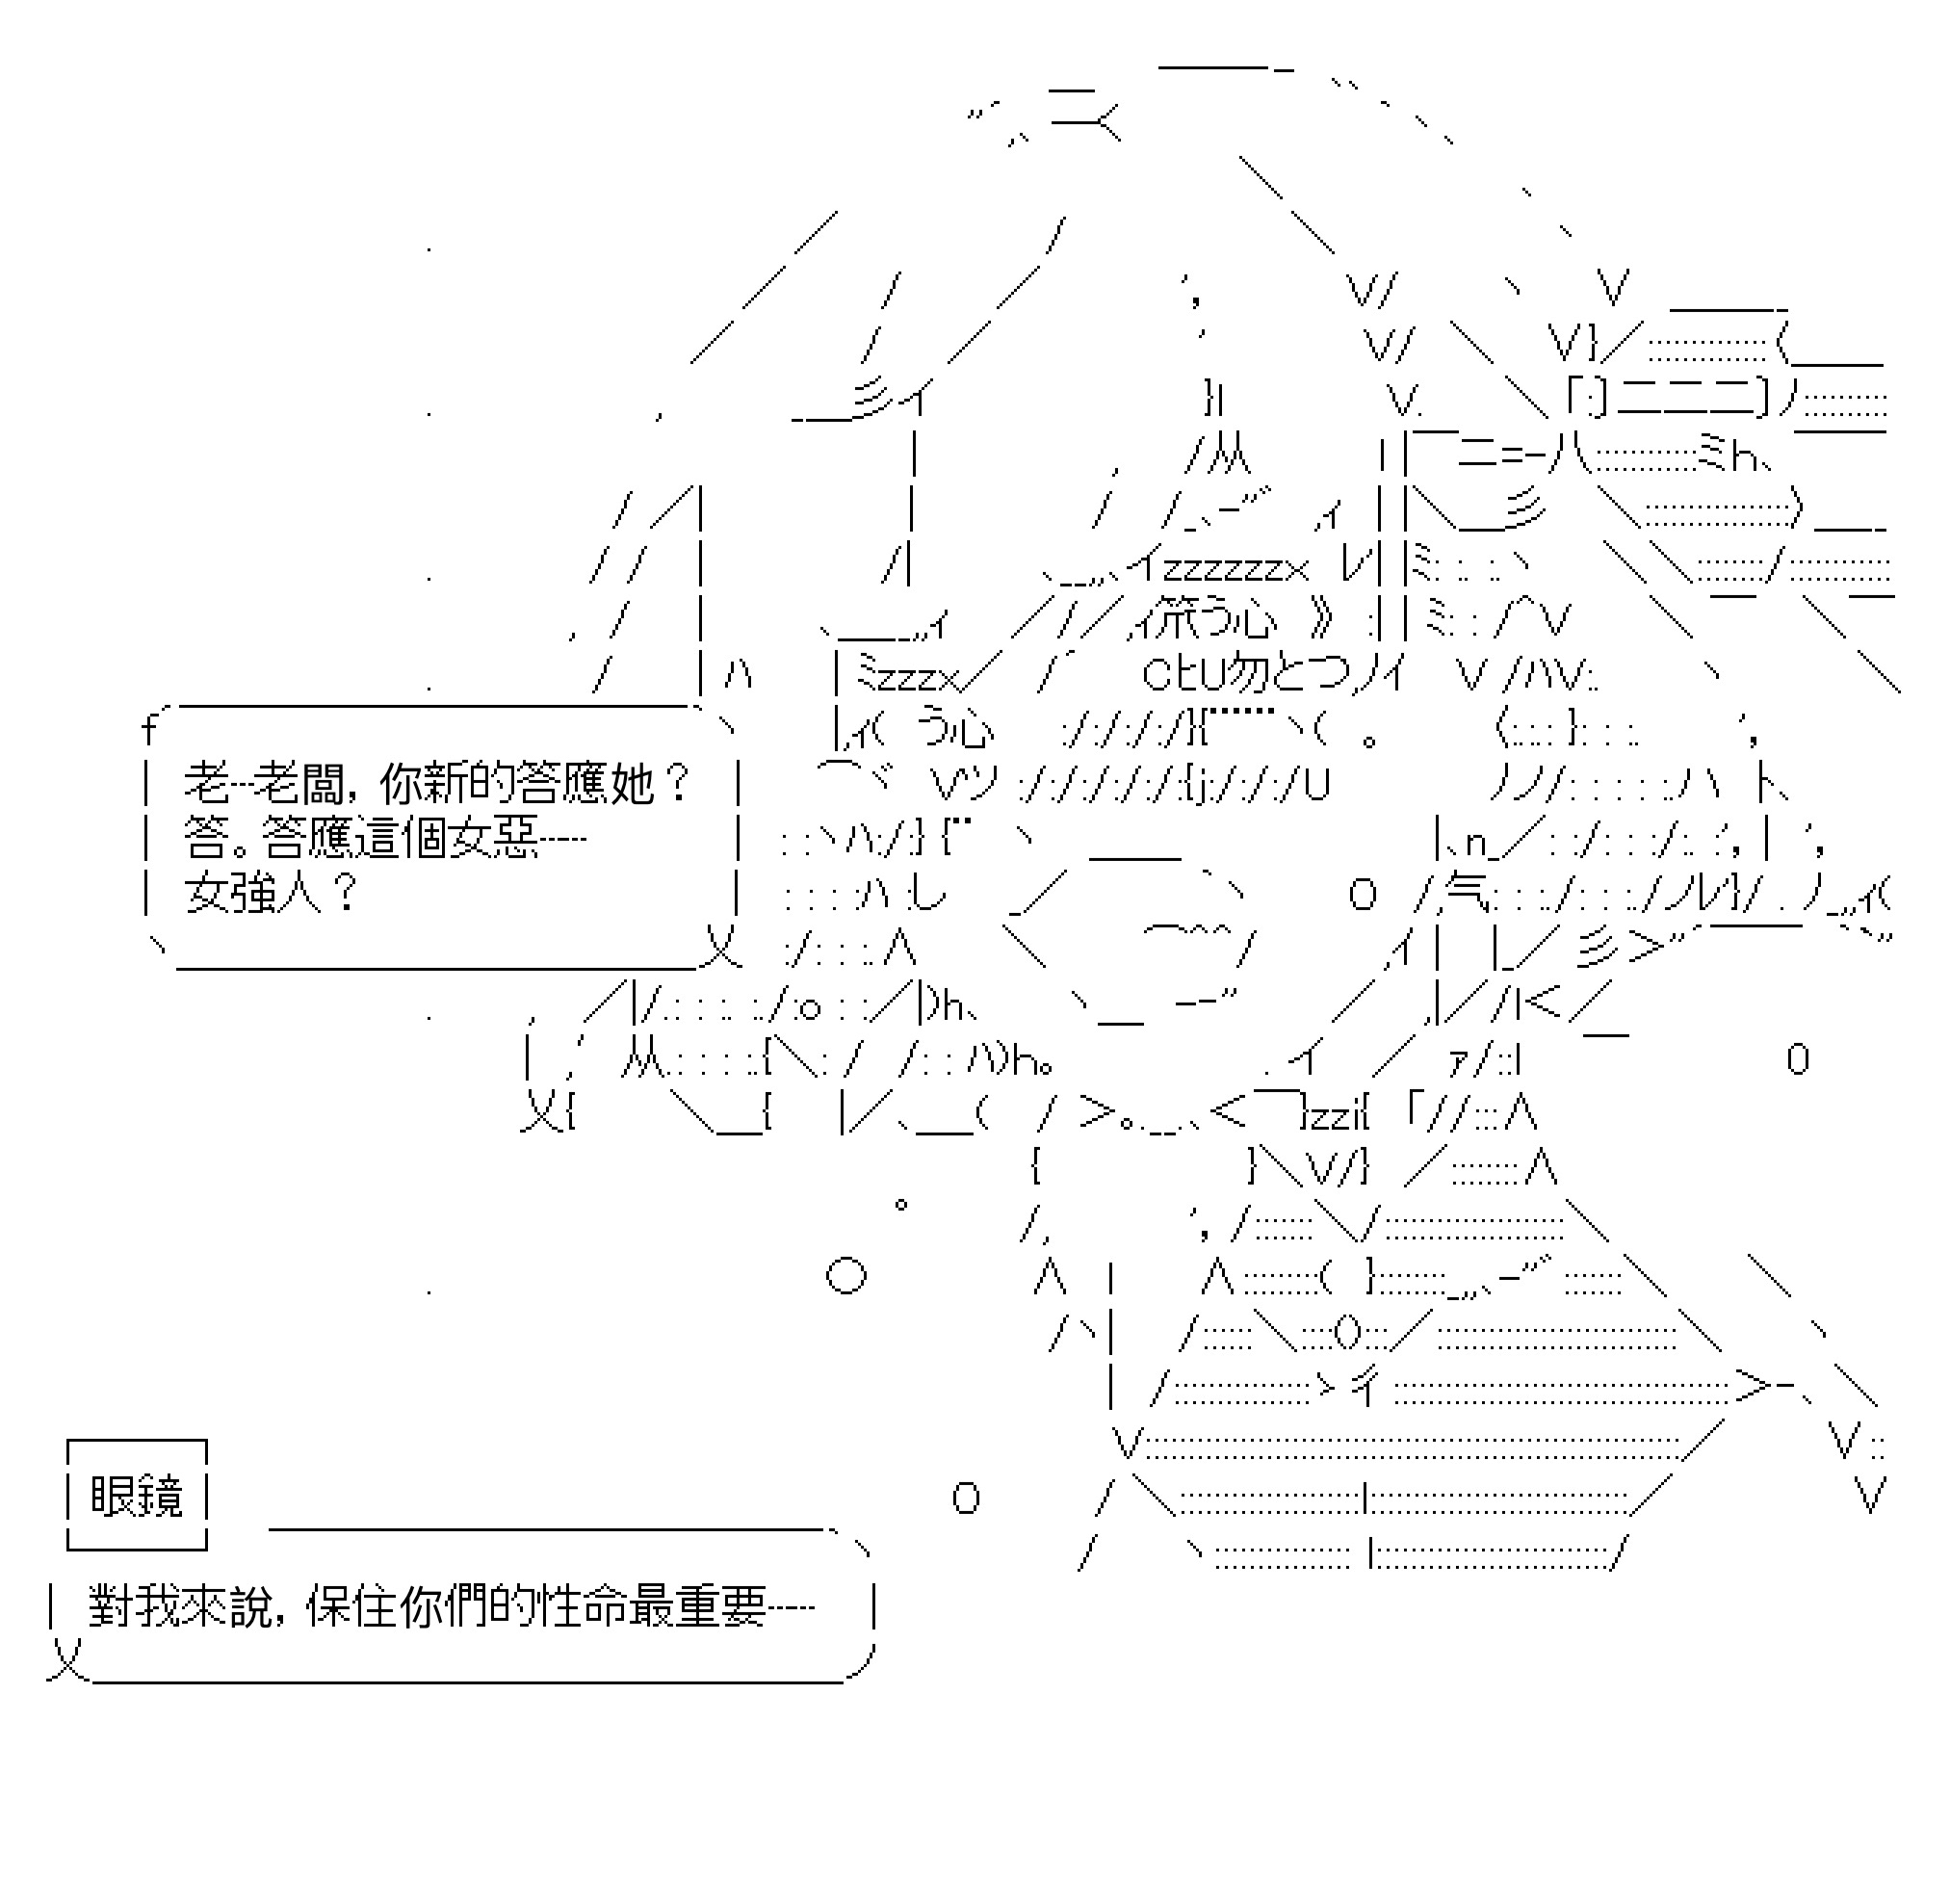 老┄老闆，你新的答應她？
答。答應這個女惡┄┄
女強人？
眼鏡
對我來說，保住你們的性命最重要┄┄